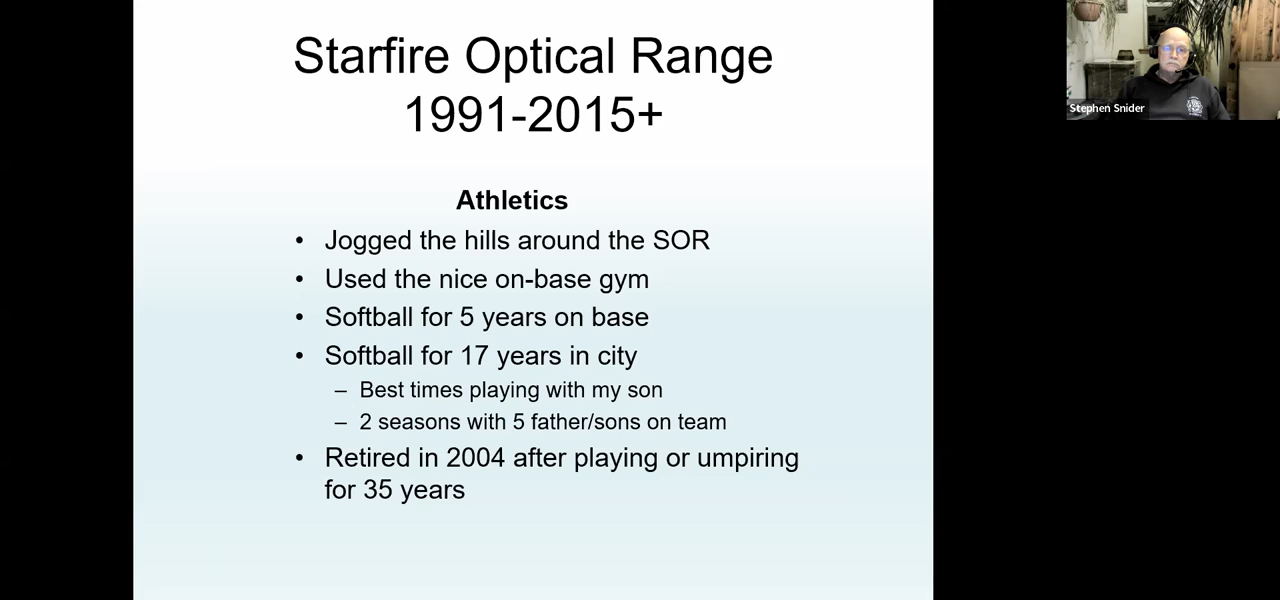 Starfire Optical Range
1991-2015+
Athletics
• Jogged the hills around the SOR
• Used the nice on-base gym
• Softball for 5 years on base
• Softball for 17 years in city
– Best times playing with my son
– 2 seasons with 5 father/sons on team
• Retired in 2004 after playing or umpiring
for 35 years
Stephen Snider